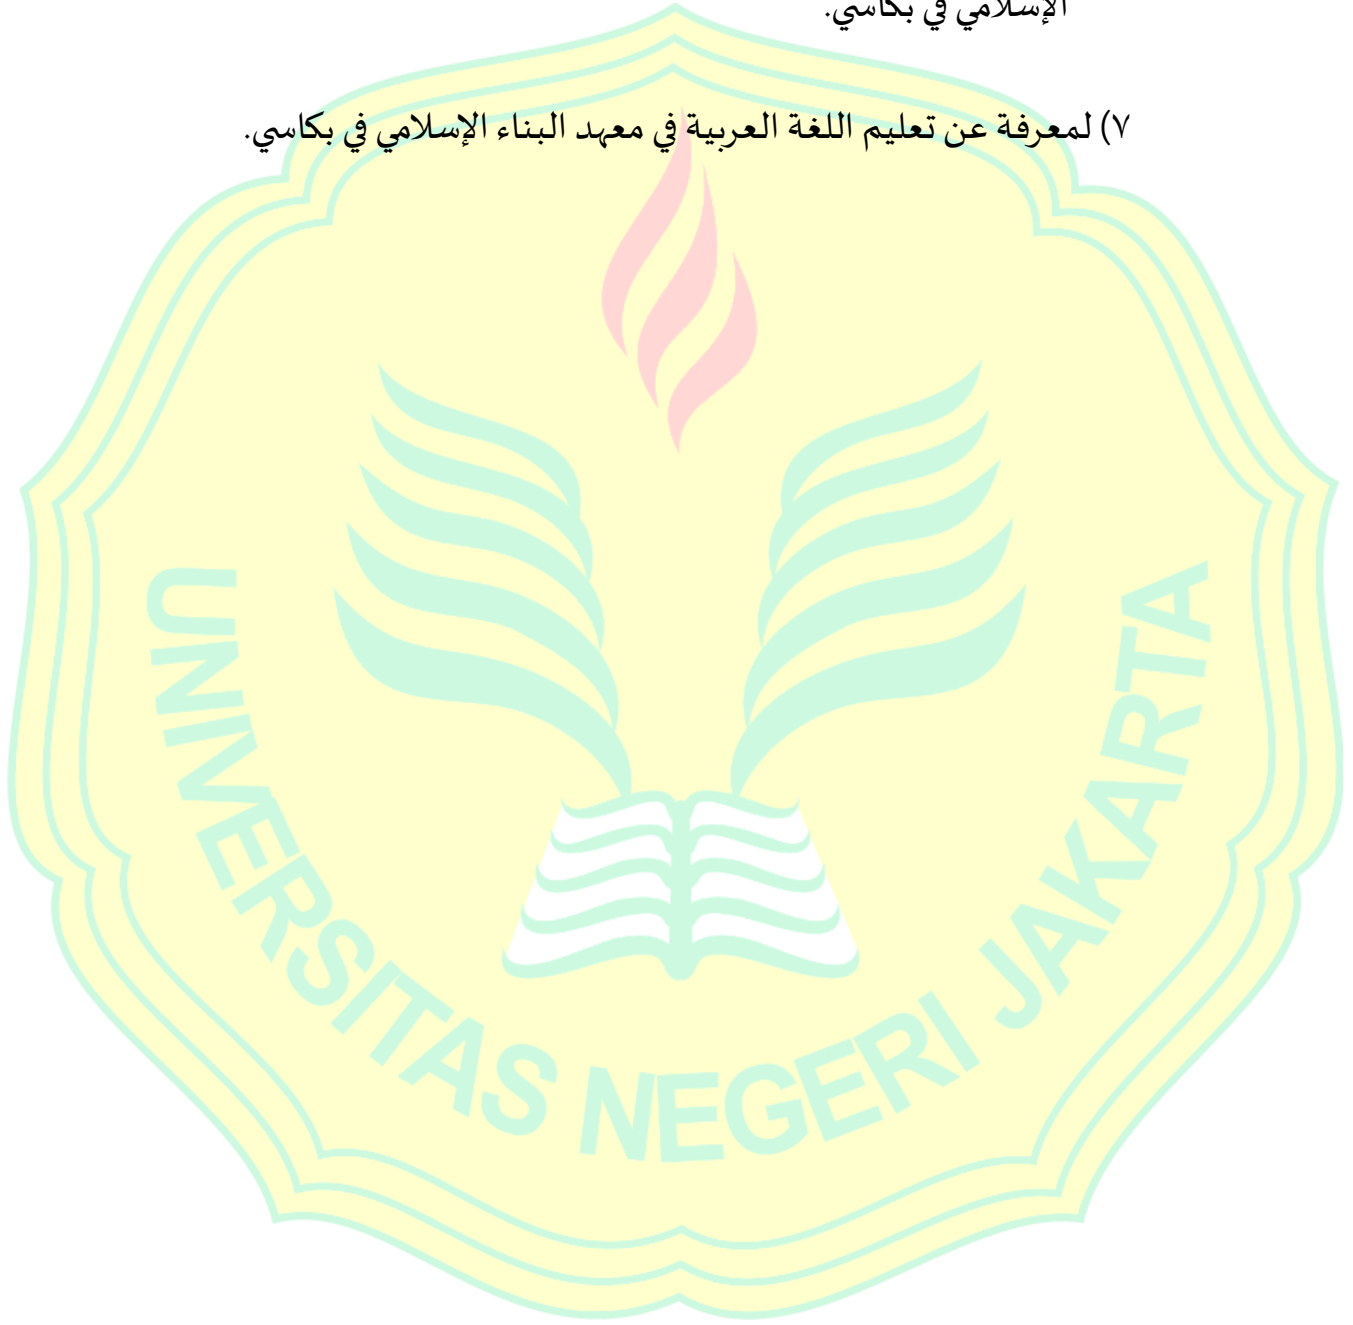 الإسلامي في بكاسي.
٧) لمعرفة عن تعليم اللغة العربية في معهد البناء الإسلامي في بكاسي.
UNIVERSITAS NEGERI JAKARTA